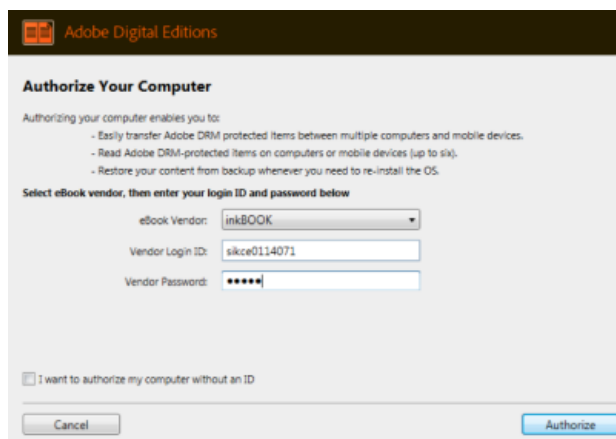 Adobe Digital Editions
Authorize Your Computer
Authorizing your computer enables you to:
- Easily transfer Adobe DRM protected items between multiple computers and mobile devices.
- Read Adobe DRM-protected items on computers or mobile devices (up to six).
- Restore your content from backup whenever you need to re-install the OS.
Select eBook vendor, then enter your login ID and password below
eBook Vendor: inkBOOK
Vendor Login ID: sikce0114071
Vendor Password: •••••
I want to authorize my computer without an ID
Cancel Authorize